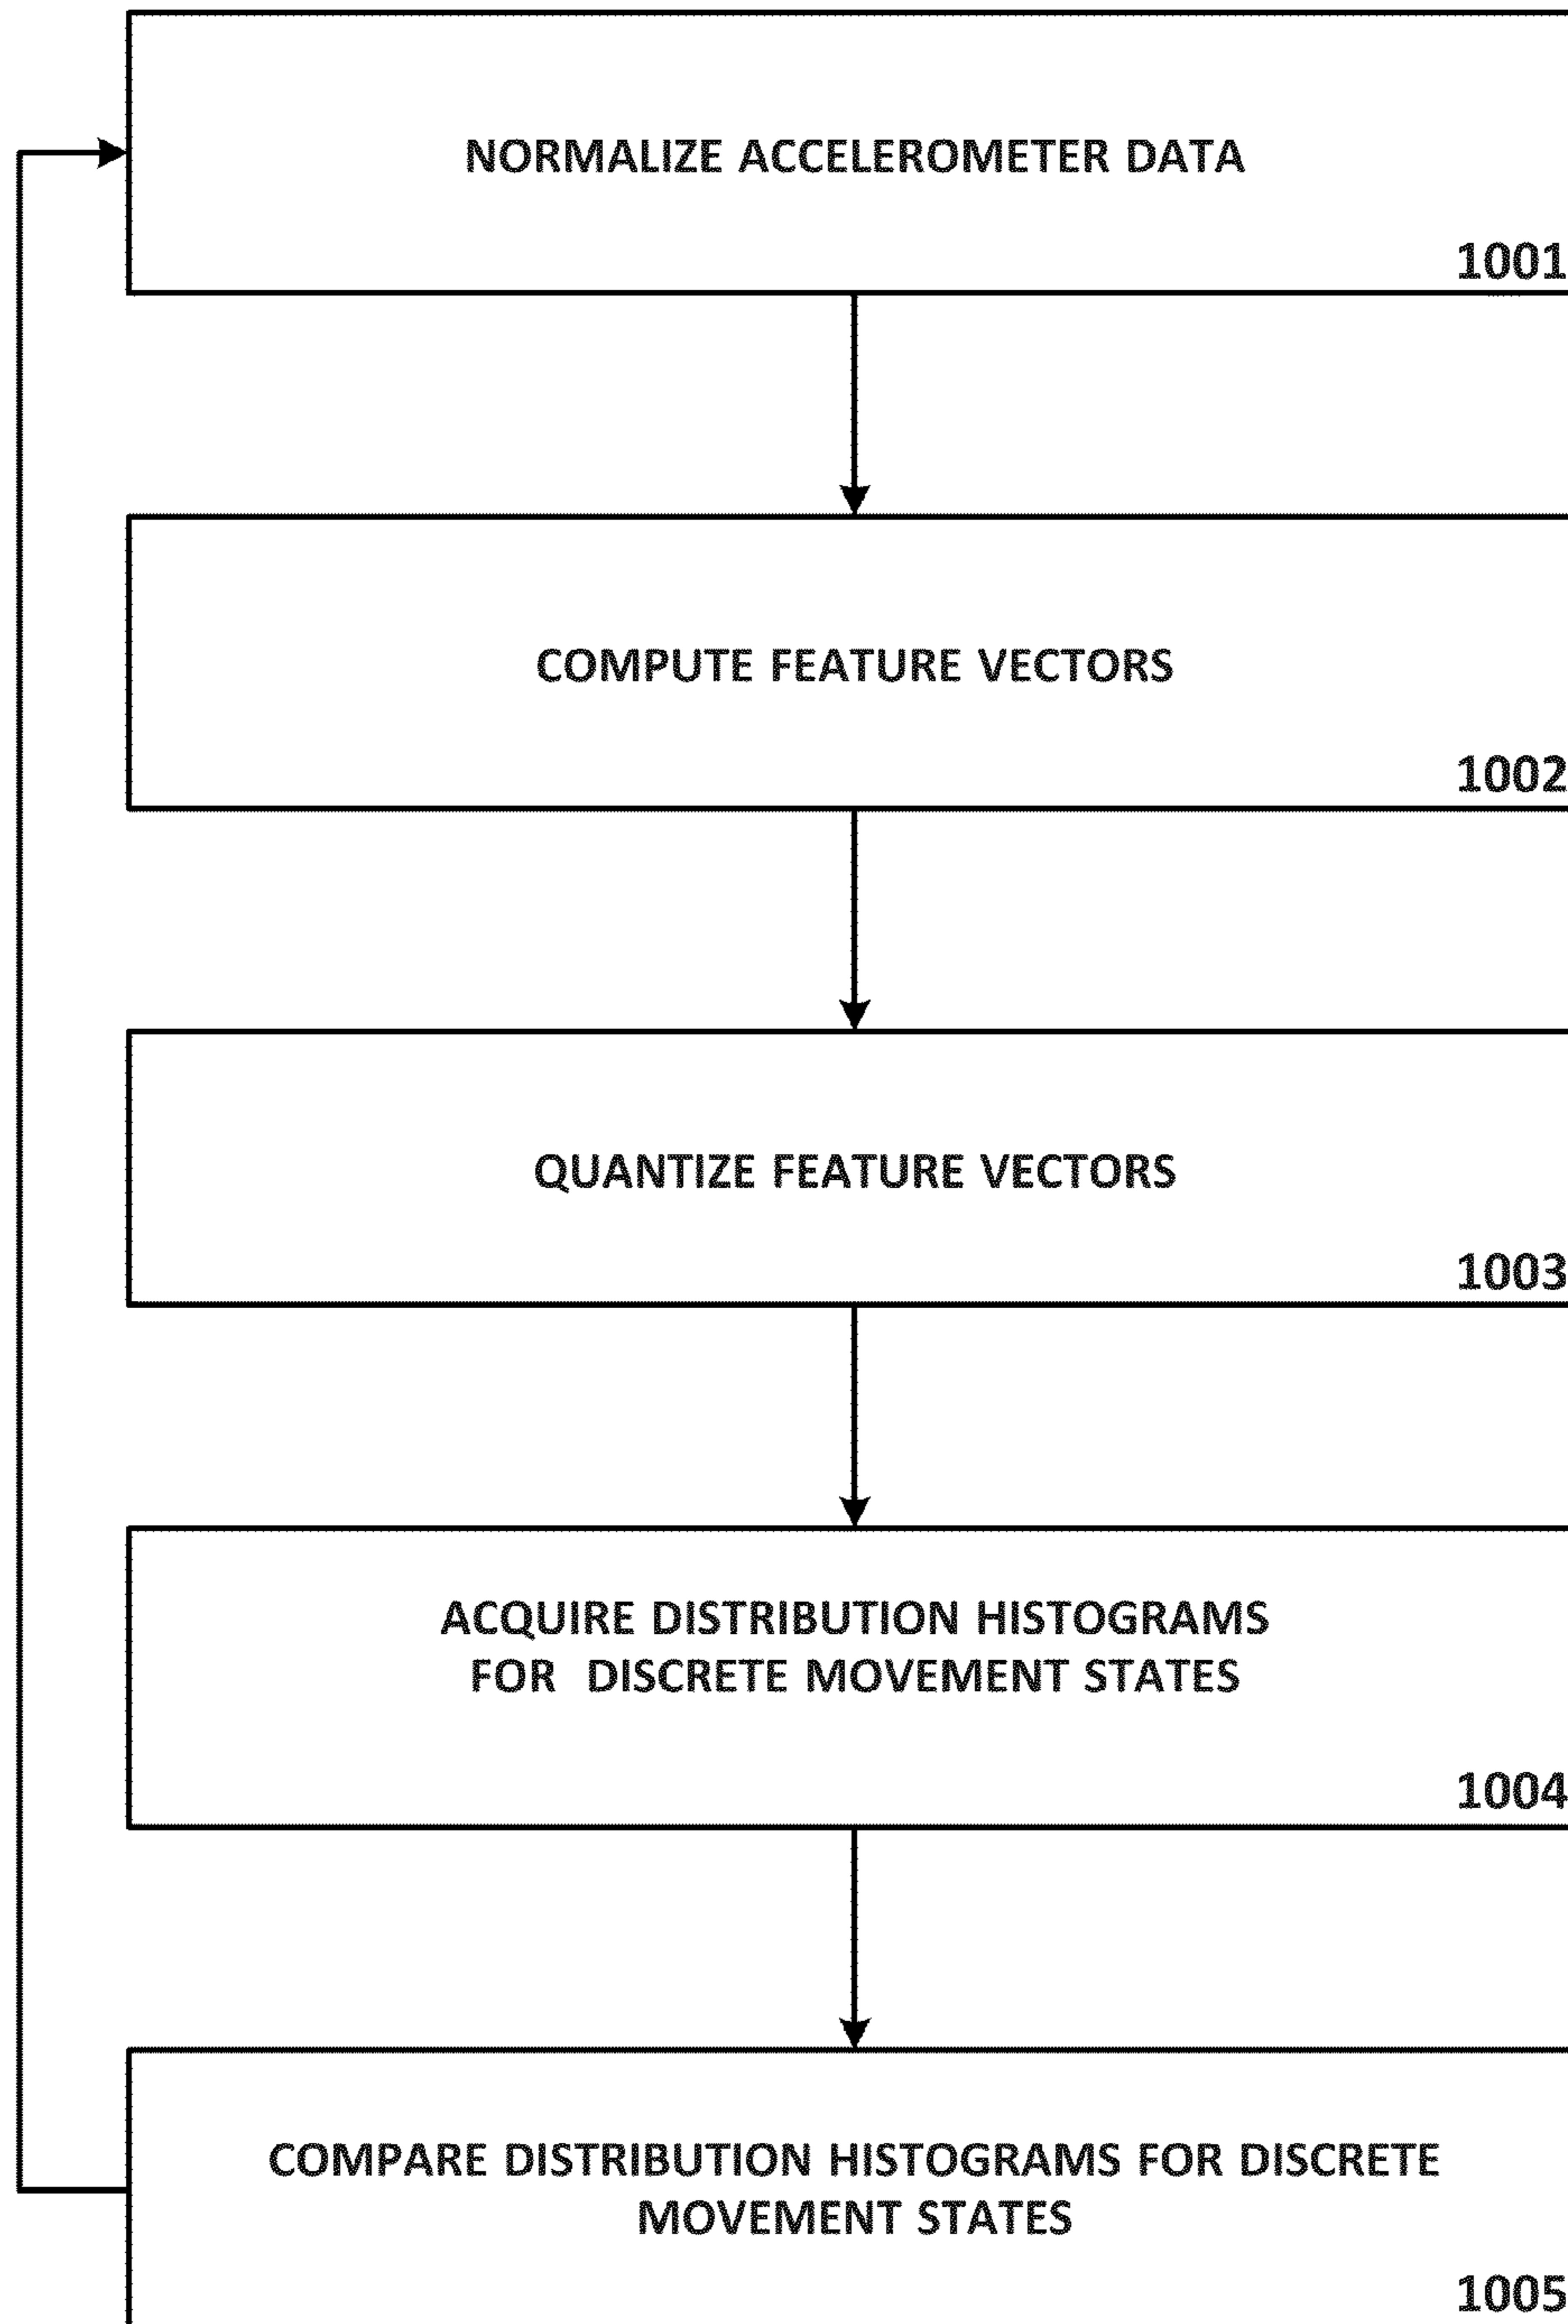 NORMALIZE ACCELEROMETER DATA
1001
COMPUTE FEATURE VECTORS
1002
QUANTIZE FEATURE VECTORS
1003
ACQUIRE DISTRIBUTION HISTOGRAMS
FOR DISCRETE MOVEMENT STATES
1004
COMPARE DISTRIBUTION HISTOGRAMS FOR DISCRETE
MOVEMENT STATES
1005